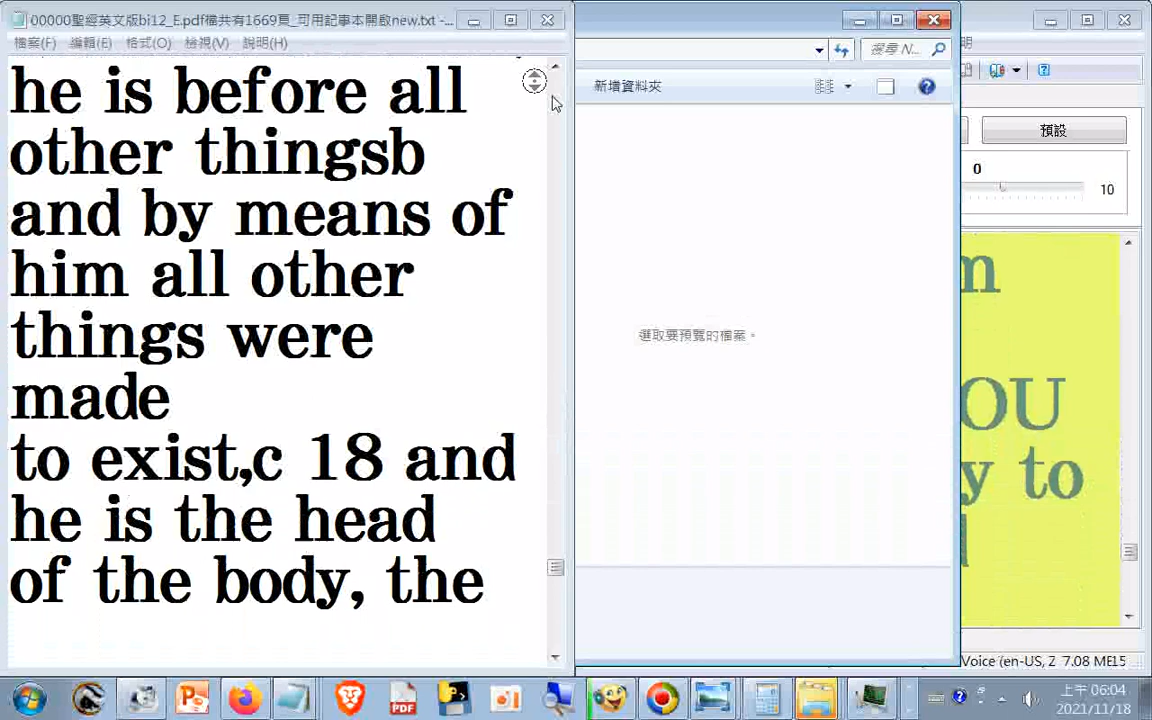 00000聖經英文版bi12_E.pdf檔共有1669頁_可用記事本開啟new.txt -...
檔案(F) 編輯(E) 格式(O) 檢視(V) 說明(H)
he is before all
other thingsb
and by means of
him all other
things were
made
to exist,c 18 and
he is the head
of the body, the
搜尋 N...
新增資料夾
選取要預覽的檔案。
明
預設
0
10
m
OU
y to
Voice (en-US, Z 7.08 ME15
PDF
上午 06:04
2021/11/18